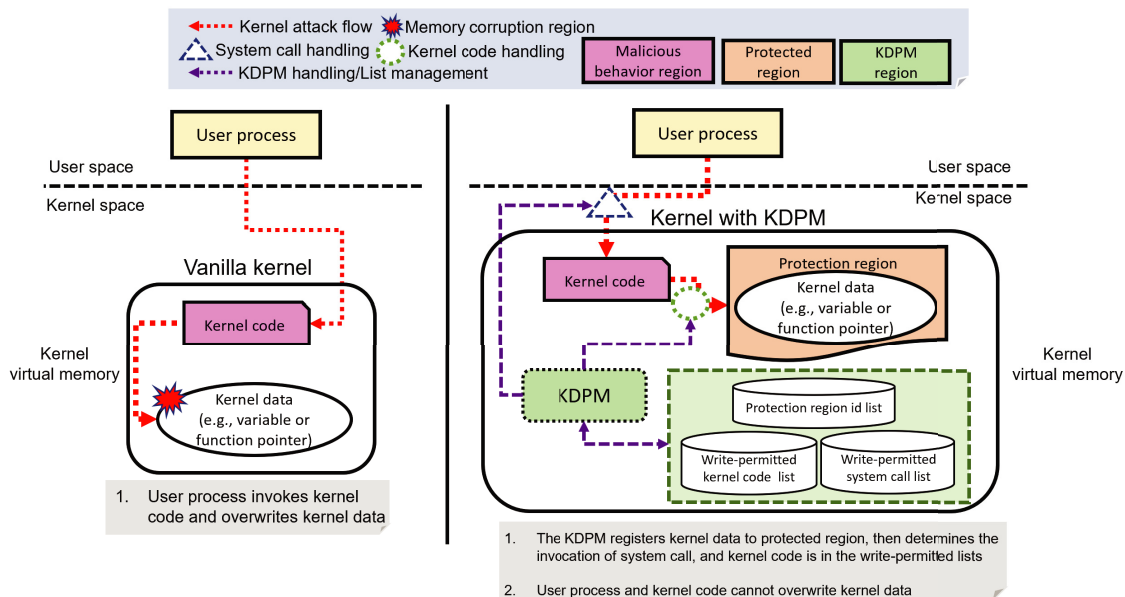 Kernel attack flow
Memory corruption region
System call handling
Kernel code handling
KDPM handling/List management
Malicious
behavior region
Protected
region
KDPM
region
User process
User space
Kernel space
Vanilla kernel
Kernel code
Kernel
virtual memory
Kernel data
(e.g., variable or
function pointer)
1. User process invokes kernel
code and overwrites kernel data
User process
User space
Kernel space
Kernel with KDPM
Kernel code
Protection region
Kernel data
(e.g., variable or
function pointer)
Kernel
virtual memory
KDPM
Protection region id list
Write-permitted
kernel code list
Write-permitted
system call list
1. The KDPM registers kernel data to protected region, then determines the
invocation of system call, and kernel code is in the write-permitted lists
2. User process and kernel code cannot overwrite kernel data